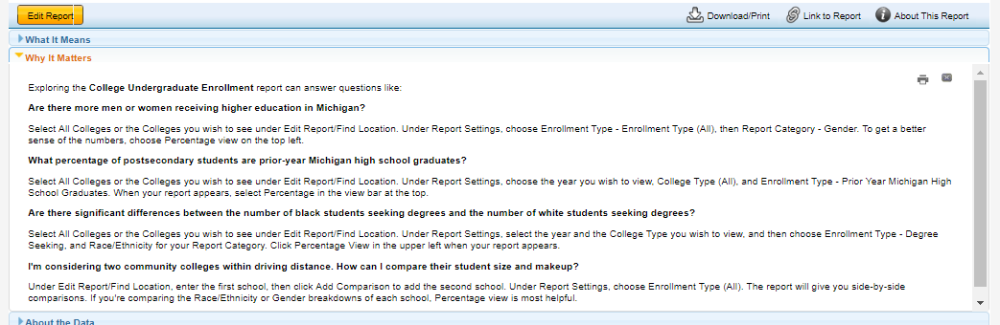 Edit Report
Download/Print
Link to Report
About This Report
What It Means
Why It Matters
Exploring the College Undergraduate Enrollment report can answer questions like:
Are there more men or women receiving higher education in Michigan?
Select All Colleges or the Colleges you wish to see under Edit Report/Find Location. Under Report Settings, choose Enrollment Type - Enrollment Type (All), then Report Category - Gender. To get a better
sense of the numbers, choose Percentage view on the top left.
What percentage of postsecondary students are prior-year Michigan high school graduates?
Select All Colleges or the Colleges you wish to see under Edit Report/Find Location. Under Report Settings, choose the year you wish to view, College Type (All), and Enrollment Type - Prior Year Michigan High
School Graduates. When your report appears, select Percentage in the view bar at the top.
Are there significant differences between the number of black students seeking degrees and the number of white students seeking degrees?
Select All Colleges or the Colleges you wish to see under Edit Report/Find Location. Under Report Settings, select the year and the College Type you wish to view, and then choose Enrollment Type - Degree
Seeking, and Race/Ethnicity for your Report Category. Click Percentage View in the upper left when your report appears.
I'm considering two community colleges within driving distance. How can I compare their student size and makeup?
Under Edit Report/Find Location, enter the first school, then click Add Comparison to add the second school. Under Report Settings, choose Enrollment Type (All). The report will give you side-by-side
comparisons. If you're comparing the Race/Ethnicity or Gender breakdowns of each school, Percentage view is most helpful.
About the Data